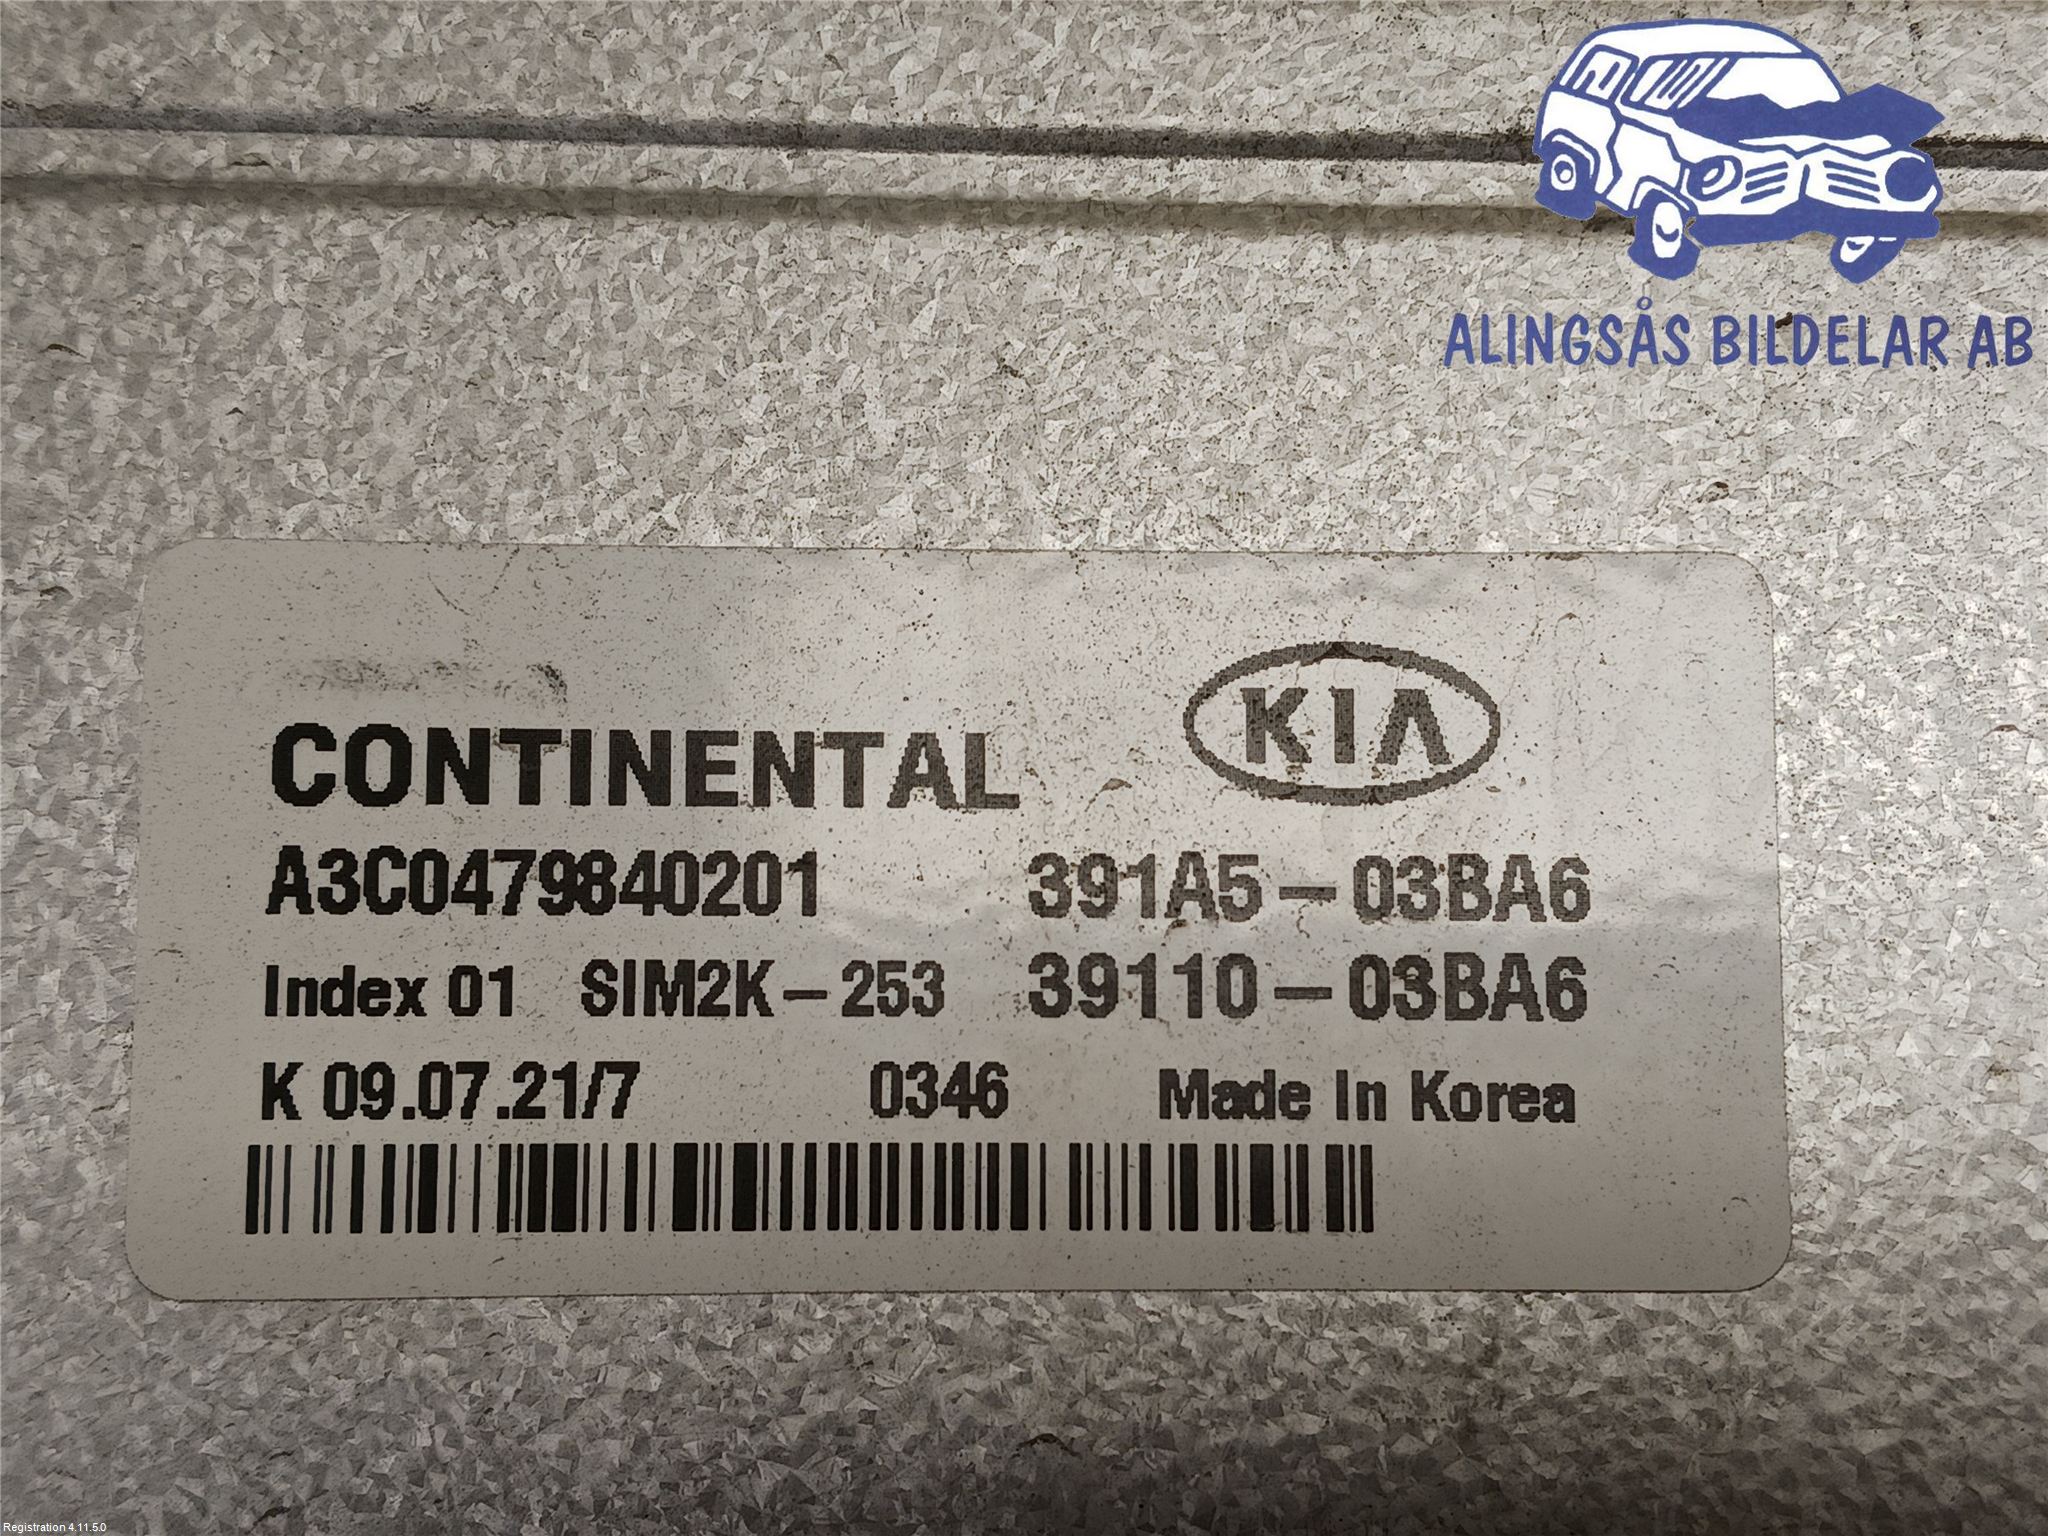 ALINGSÅS BILDELAR AB
CONTINENTAL KIA
A3C0479840201 391A5-03BA6
Index 01 SIM2K-253 39110-03BA6
K 09.07.21/7 0346 Made In Korea
Registration 4.11.5.0